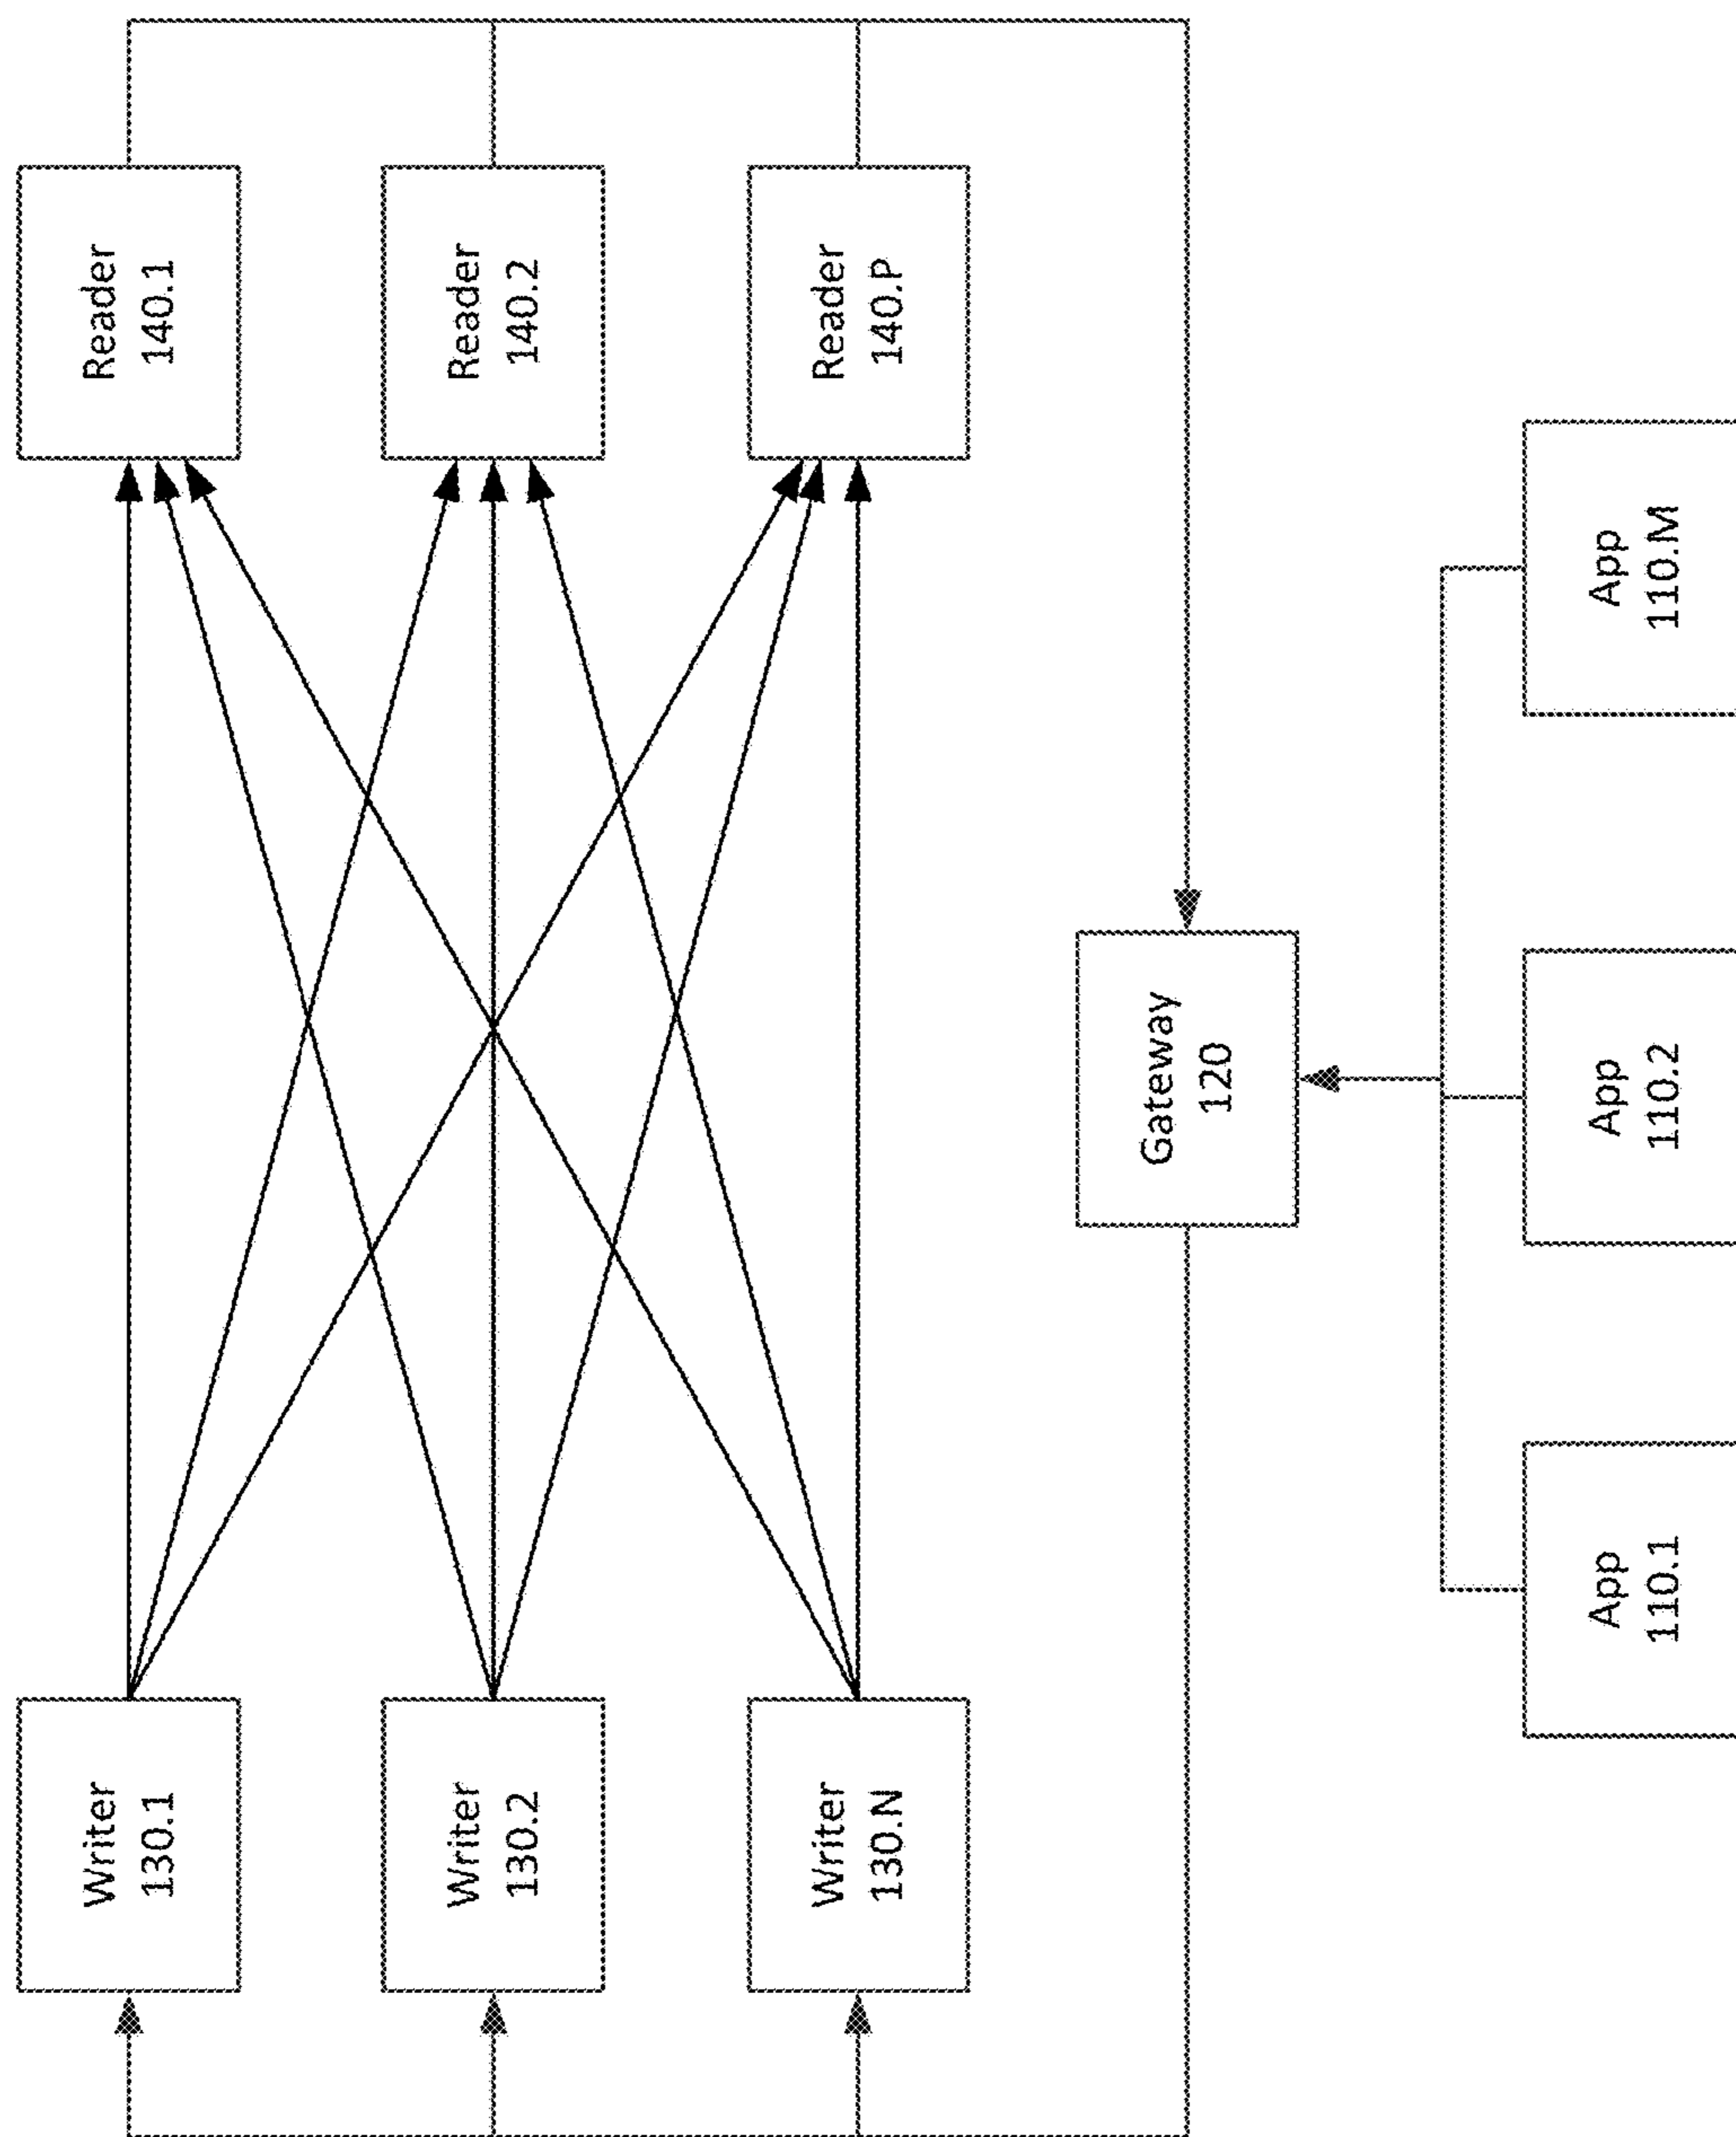 Writer
130.1
Reader
140.1
Writer
130.2
Reader
140.2
Writer
130.N
Reader
140.P
Gateway
120
App
110.1
App
110.2
App
110.M